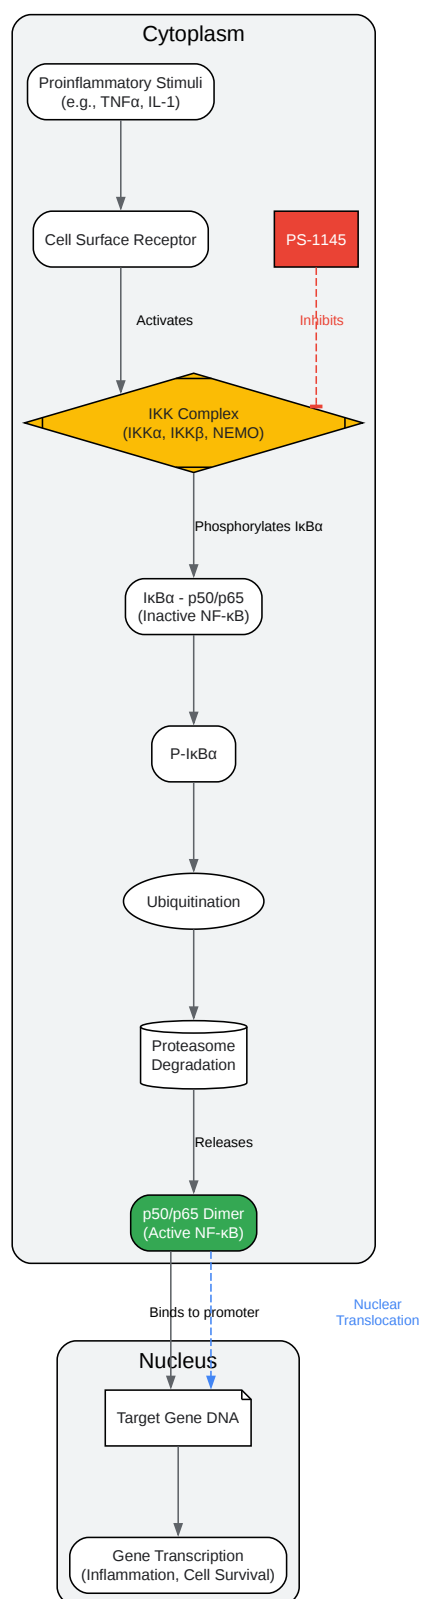 Cytoplasm
Proinflammatory Stimuli
(e.g., TNFα, IL-1)
Cell Surface Receptor
PS-1145
Activates
Inhibits
IKK Complex
(IKKα, IKKβ, NEMO)
Phosphorylates IκBα
IκBα - p50/p65
(Inactive NF-κB)
P-IκBα
Ubiquitination
Proteasome
Degradation
Releases
p50/p65 Dimer
(Active NF-κB)
Binds to promoter
Nuclear
Translocation
Nucleus
Target Gene DNA
Gene Transcription
(Inflammation, Cell Survival)